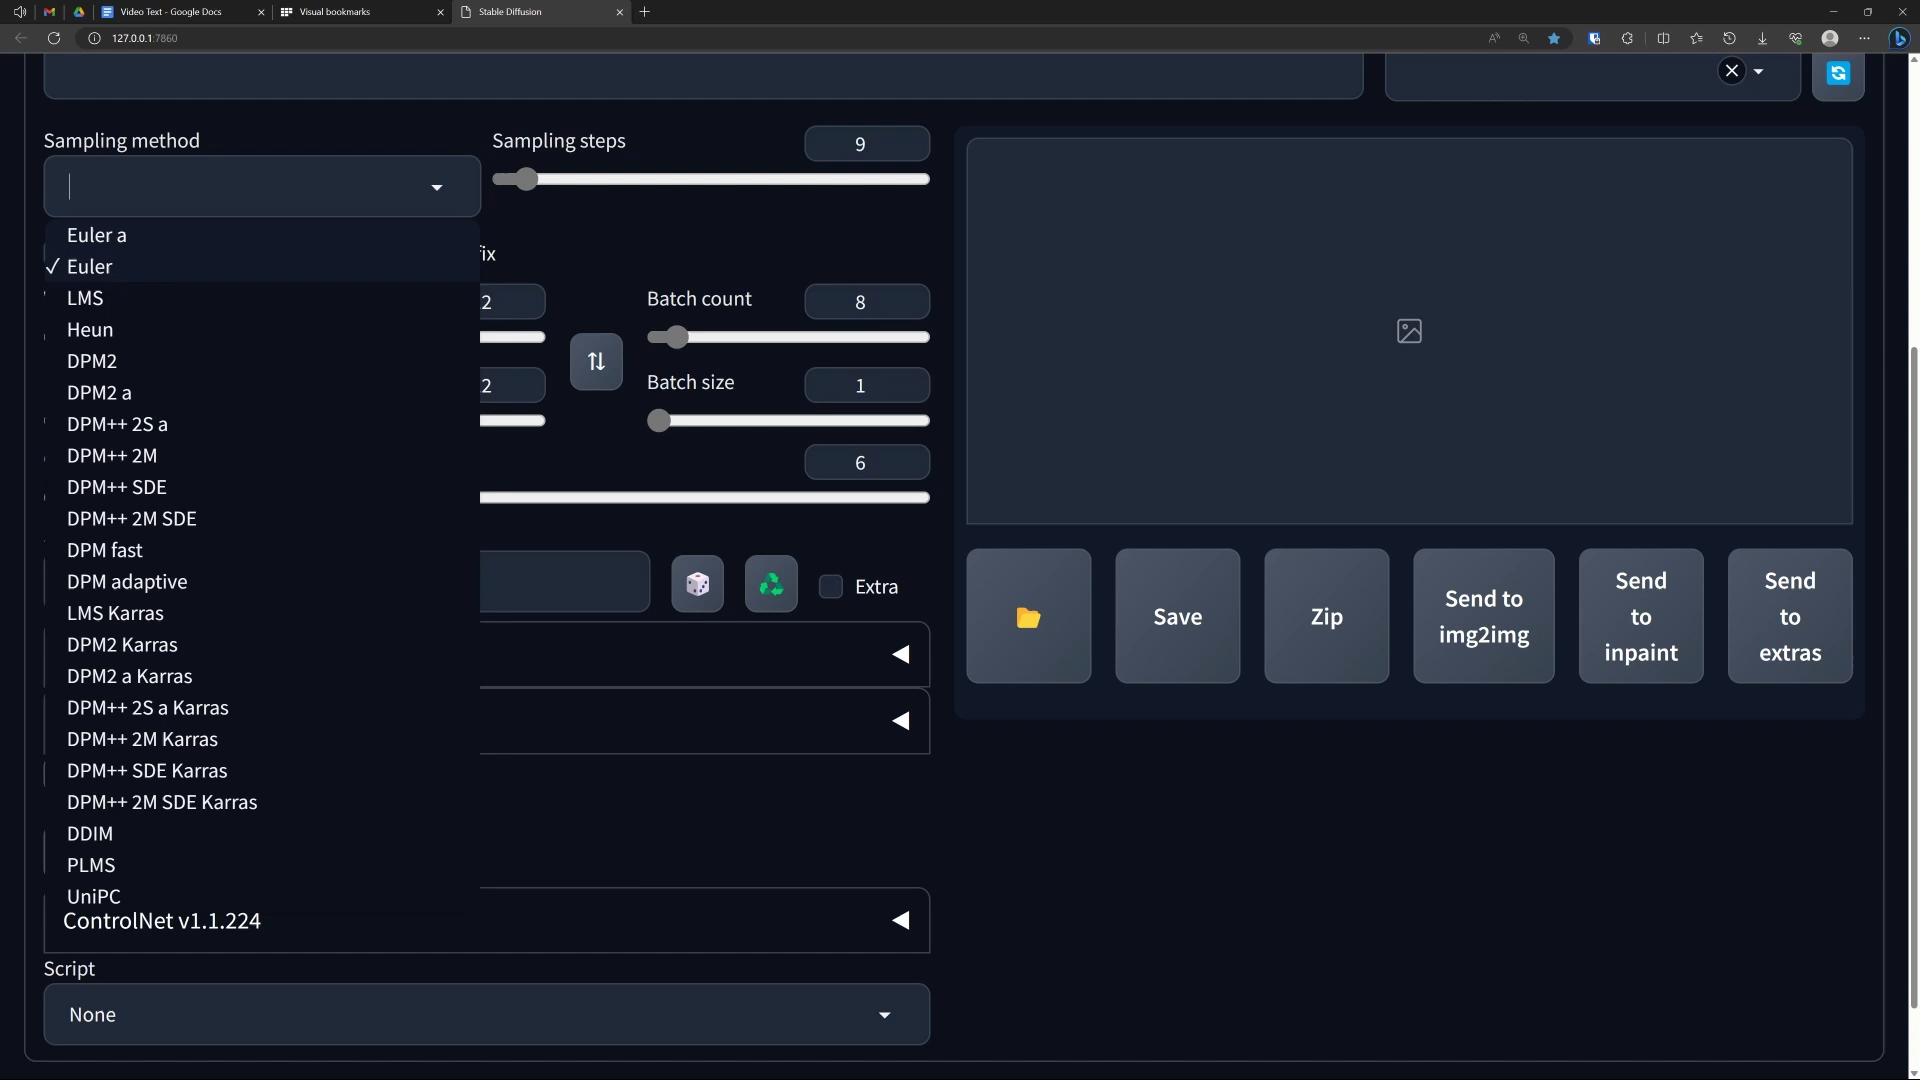 Video Text - Google Docs
Visual bookmarks
Stable Diffusion
127.0.0.1:7860
Sampling method
Sampling steps
9
Euler a
✓ Euler
LMS
Heun
DPM2
DPM2 a
DPM++ 2S a
DPM++ 2M
DPM++ SDE
DPM++ 2M SDE
DPM fast
DPM adaptive
LMS Karras
DPM2 Karras
DPM2 a Karras
DPM++ 2S a Karras
DPM++ 2M Karras
DPM++ SDE Karras
DPM++ 2M SDE Karras
DDIM
PLMS
UniPC
ix
2
Batch count
8
2
Batch size
1
6
Extra
Save
Zip
Send to
img2img
Send
to
inpaint
Send
to
extras
ControlNet v1.1.224
Script
None